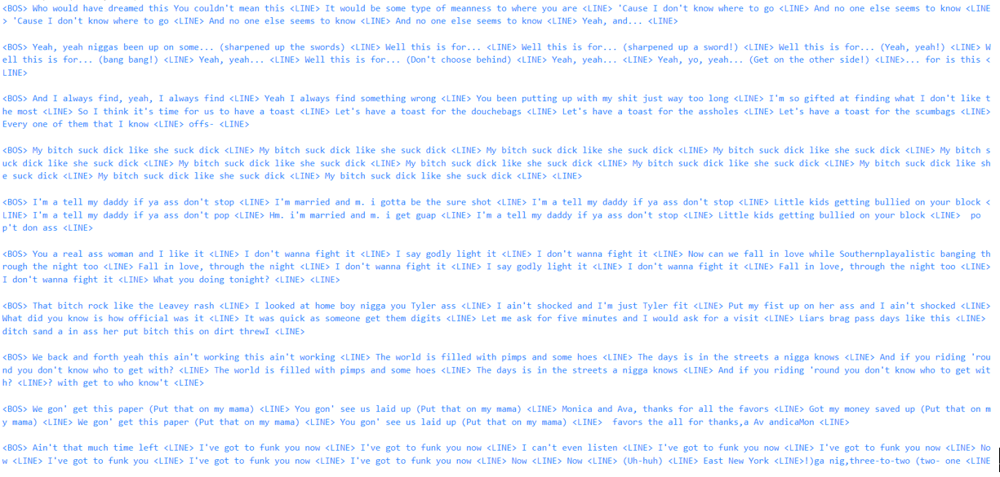 <BOS> Who would have dreamed this You couldn't mean this <LINE> It would be some type of meanness to where you are <LINE> 'Cause I don't know where to go <LINE> And no one else seems to know <LINE
> 'Cause I don't know where to go <LINE> And no one else seems to know <LINE> And no one else seems to know <LINE> Yeah, and... <LINE>
<BOS> Yeah, yeah niggas been up on some... (sharpened up the swords) <LINE> Well this is for... <LINE> Well this is for... (sharpened up a sword!) <LINE> Well this is for... (Yeah, yeah!) <LINE> W
ell this is for... (bang bang!) <LINE> Yeah, yeah... <LINE> Well this is for... (Don't choose behind) <LINE> Yeah, yeah... <LINE> Yeah, yo, yeah... (Get on the other side!) <LINE>... for is this <
LINE>
<BOS> And I always find, yeah, I always find <LINE> Yeah I always find something wrong <LINE> You been putting up with my shit just way too long <LINE> I'm so gifted at finding what I don't like t
he most <LINE> So I think it's time for us to have a toast <LINE> Let's have a toast for the douchebags <LINE> Let's have a toast for the assholes <LINE> Let's have a toast for the scumbags <LINE>
Every one of them that I know <LINE> offs- <LINE>
<BOS> My bitch suck dick like she suck dick <LINE> My bitch suck dick like she suck dick <LINE> My bitch suck dick like she suck dick <LINE> My bitch suck dick like she suck dick <LINE> My bitch s
uck dick like she suck dick <LINE> My bitch suck dick like she suck dick <LINE> My bitch suck dick like she suck dick <LINE> My bitch suck dick like she suck dick <LINE> My bitch suck dick like sh
e suck dick <LINE> My bitch suck dick like she suck dick <LINE> My bitch suck dick like she suck dick <LINE> <LINE>
<BOS> I'm a tell my daddy if ya ass don't stop <LINE> I'm married and m. i gotta be the sure shot <LINE> I'm a tell my daddy if ya ass don't stop <LINE> Little kids getting bullied on your block <
LINE> I'm a tell my daddy if ya ass don't pop <LINE> Hm. i'm married and m. i get guap <LINE> I'm a tell my daddy if ya ass don't stop <LINE> Little kids getting bullied on your block <LINE>  po
p't don ass <LINE>
<BOS> You a real ass woman and I like it <LINE> I don't wanna fight it <LINE> I say godly light it <LINE> I don't wanna fight it <LINE> Now can we fall in love while Southernplayalistic banging th
rough the night too <LINE> Fall in love, through the night <LINE> I don't wanna fight it <LINE> I say godly light it <LINE> I don't wanna fight it <LINE> Fall in love, through the night too <LINE>
I don't wanna fight it <LINE> What you doing tonight? <LINE> <LINE>
<BOS> That bitch rock like the Leavey rash <LINE> I looked at home boy nigga you Tyler ass <LINE> I ain't shocked and I'm just Tyler fit <LINE> Put my fist up on her ass and I ain't shocked <LINE>
What did you know is how official was it <LINE> It was quick as someone get them digits <LINE> Let me ask for five minutes and I would ask for a visit <LINE> Liars brag pass days like this <LINE>
ditch sand a in ass her put bitch this on dirt threwI <LINE>
<BOS> We back and forth yeah this ain't working this ain't working <LINE> The world is filled with pimps and some hoes <LINE> The days is in the streets a nigga knows <LINE> And if you riding 'rou
nd you don't know who to get with? <LINE> The world is filled with pimps and some hoes <LINE> The days is in the streets a nigga knows <LINE> And if you riding 'round you don't know who to get wit
h? <LINE>? with get to who know't <LINE>
<BOS> We gon' get this paper (Put that on my mama) <LINE> You gon' see us laid up (Put that on my mama) <LINE> Monica and Ava, thanks for all the favors <LINE> Got my money saved up (Put that on m
y mama) <LINE> We gon' get this paper (Put that on my mama) <LINE> You gon' see us laid up (Put that on my mama) <LINE>  favors the all for thanks,a Av andicaMon <LINE>
<BOS> Ain't that much time left <LINE> I've got to funk you now <LINE> I've got to funk you now <LINE> I can't even listen <LINE> I've got to funk you now <LINE> I've got to funk you now <LINE> No
w <LINE> I've got to funk you <LINE> I've got to funk you now <LINE> I've got to funk you now <LINE> Now <LINE> Now <LINE> (Uh-huh) <LINE> East New York <LINE>!)ga nig,three-to-two (two- one <LINE